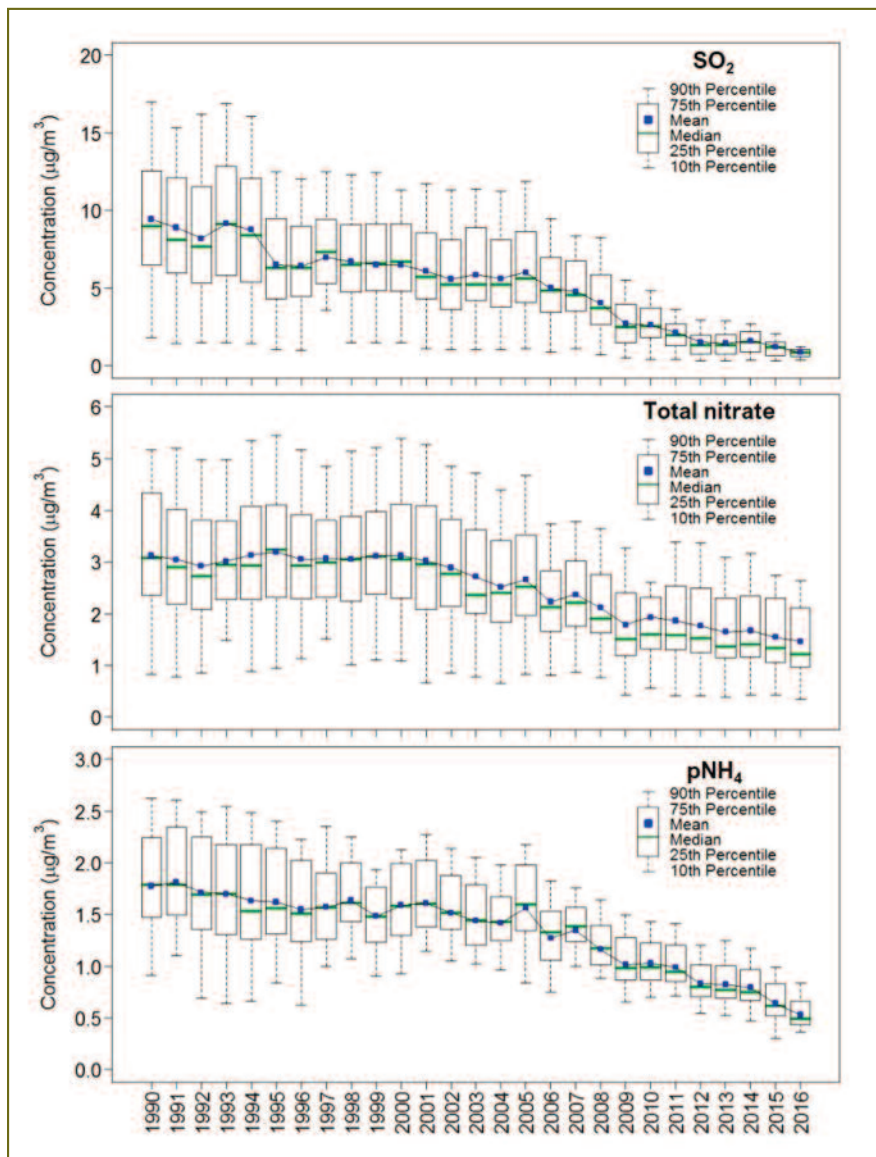 SO2
90th Percentile
75th Percentile
Mean
Median
25th Percentile
10th Percentile
Concentration (µg/m³)
20
15
10
5
0
Total nitrate
90th Percentile
75th Percentile
Mean
Median
25th Percentile
10th Percentile
Concentration (µg/m³)
6
5
4
3
2
1
0
pNH4
90th Percentile
75th Percentile
Mean
Median
25th Percentile
10th Percentile
Concentration (µg/m³)
3.0
2.5
2.0
1.5
1.0
0.5
0.0
1990
1991
1992
1993
1994
1995
1996
1997
1998
1999
2000
2001
2002
2003
2004
2005
2006
2007
2008
2009
2010
2011
2012
2013
2014
2015
2016